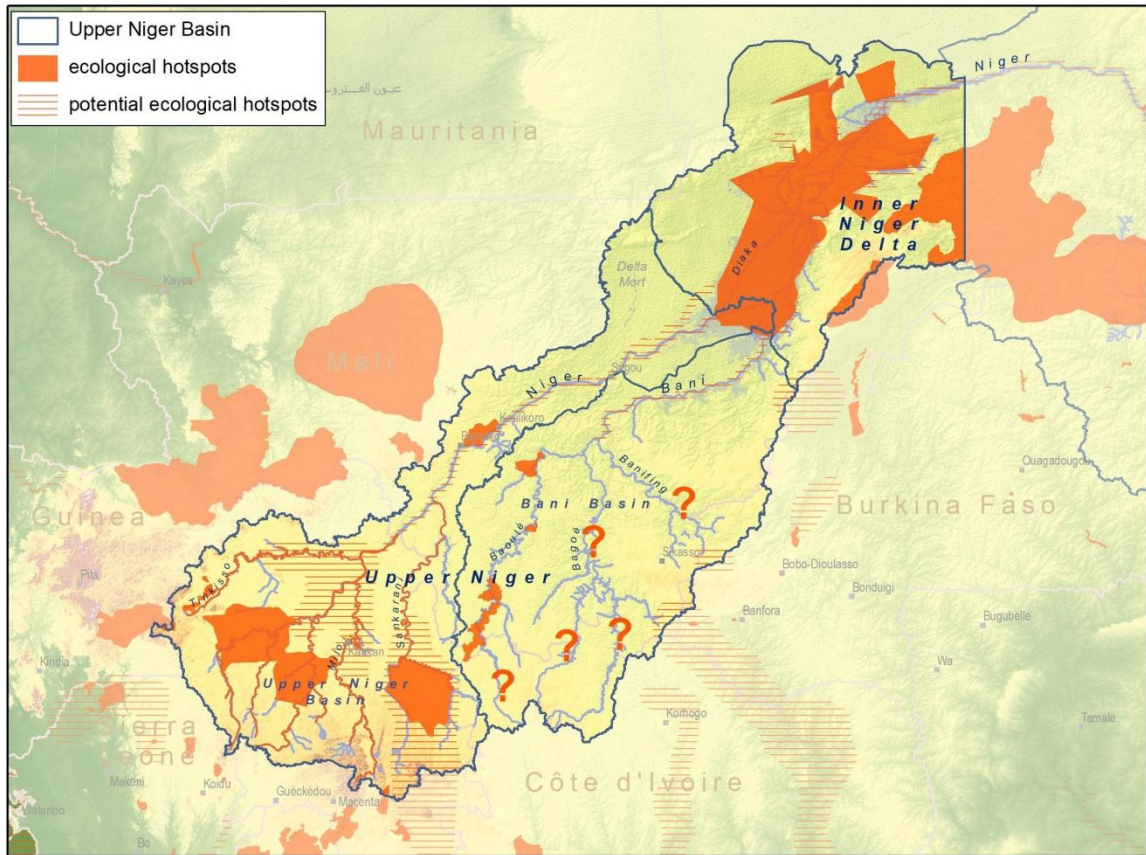 Upper Niger Basin
ecological hotspots
potential ecological hotspots
Niger
Mauritania
Inner
Niger
Delta
Diaka
Delta
Mort
Kayes
Mali
Ségou
Niger
Bani
Koulikoro
Banifing
Ouagadougou
Bani Basin
?
Burkina Faso
Guinea
Baoulé
Bagoé
?
Sikasso
Pita
Bobo-Dioulasso
Upper Niger
Bonduigi
Tinkisso
Sankarani
Banfora
Bugubelle
?
?
Milo
Kankan
Kindia
Wa
Upper Niger
Basin
?
Sierra
Leone
Korhogo
Tamale
Makeni
Koidu
Côte d'Ivoire
Guéckédou
Macenta
Waterloo
Bo